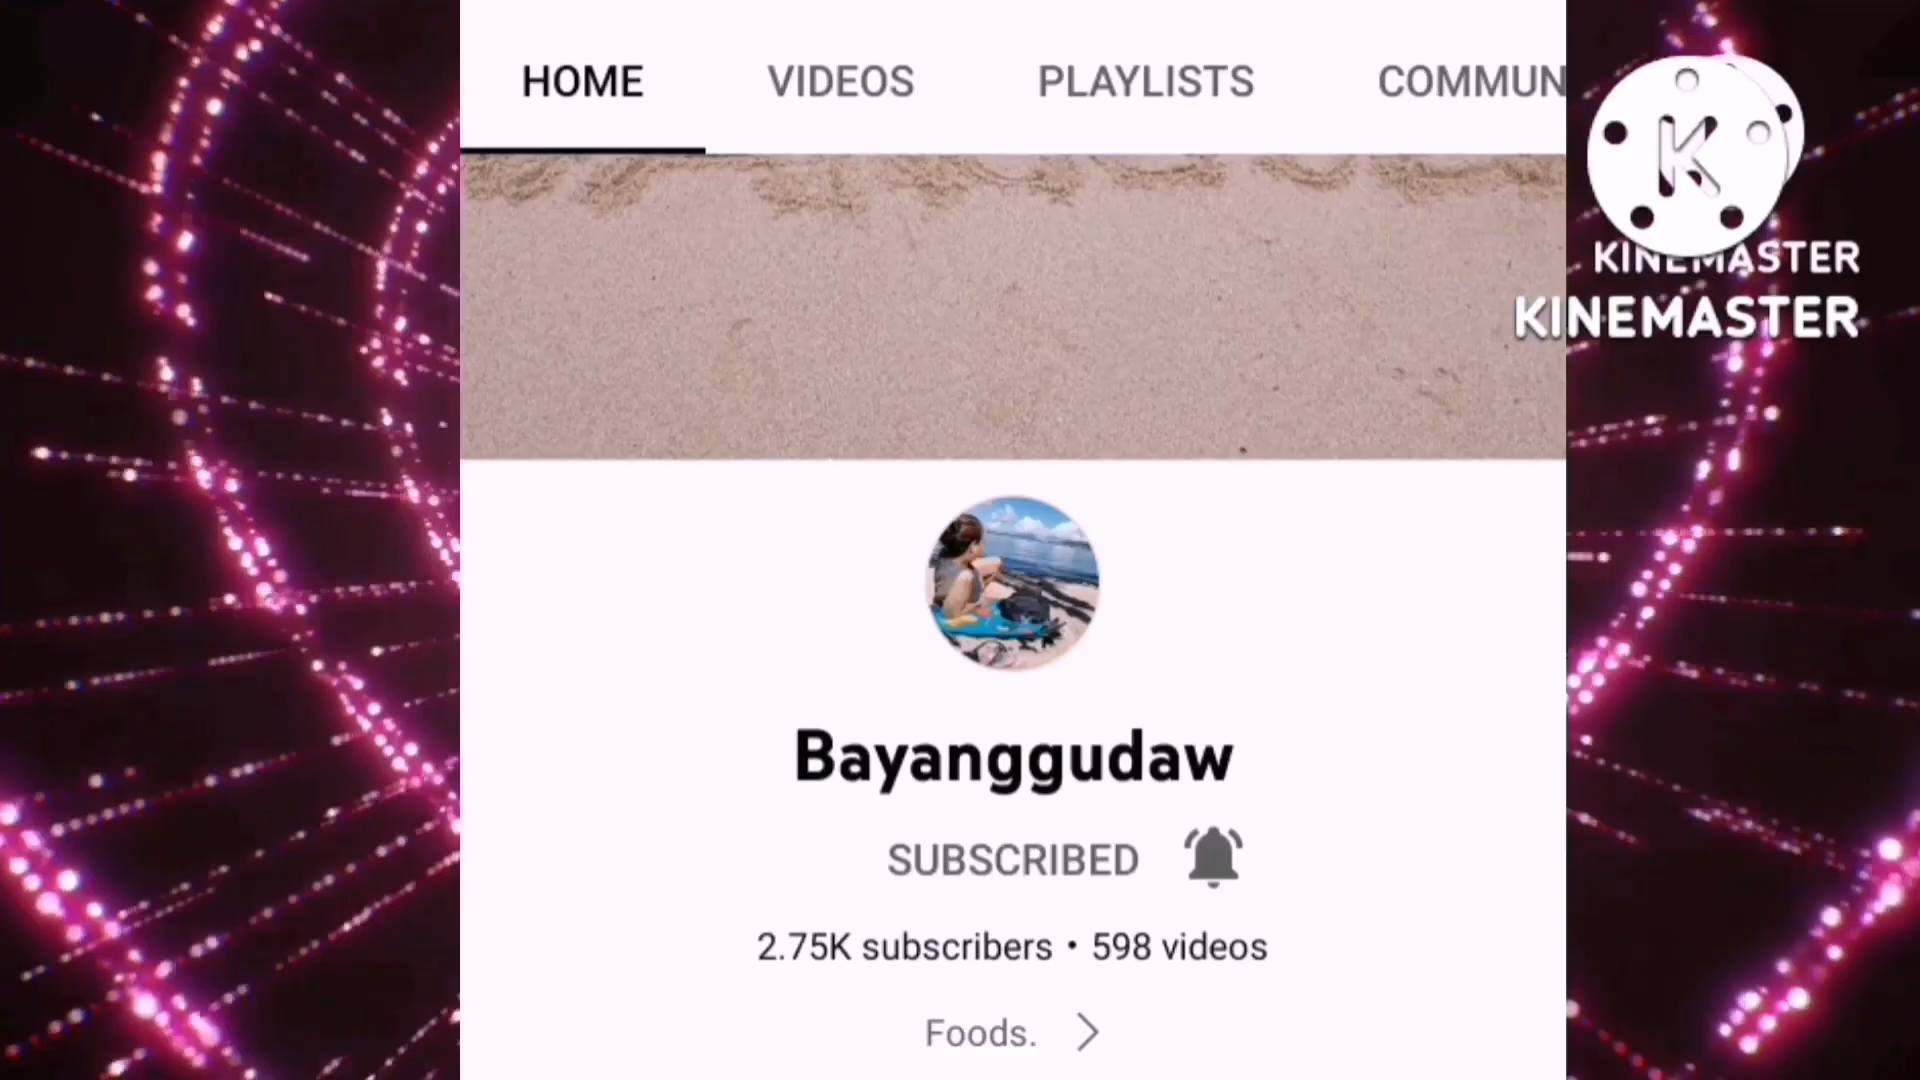 HOME VIDEOS PLAYLISTS COMMUN
K
KINEMASTER
KINEMASTER
Bayanggudaw
SUBSCRIBED
2.75K subscribers • 598 videos
Foods.